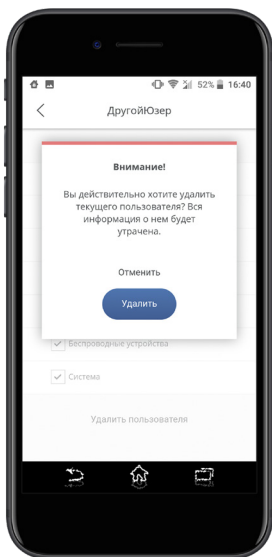 52% 16:40
ДругойЮзер
Внимание!
Вы действительно хотите удалить
текущего пользователя? Вся
информация о нем будет
утрачена.
Отменить
Удалить
Беспроводные устройства
Система
Удалить пользователя